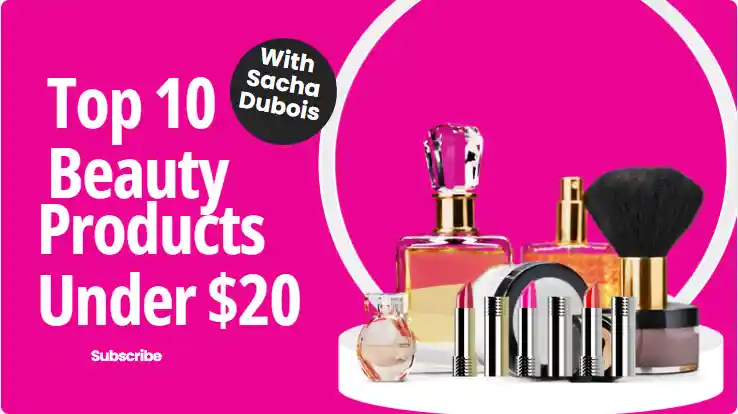 Top 10
Beauty
Products
Under $20
With
Sacha
Dubois
Subscribe